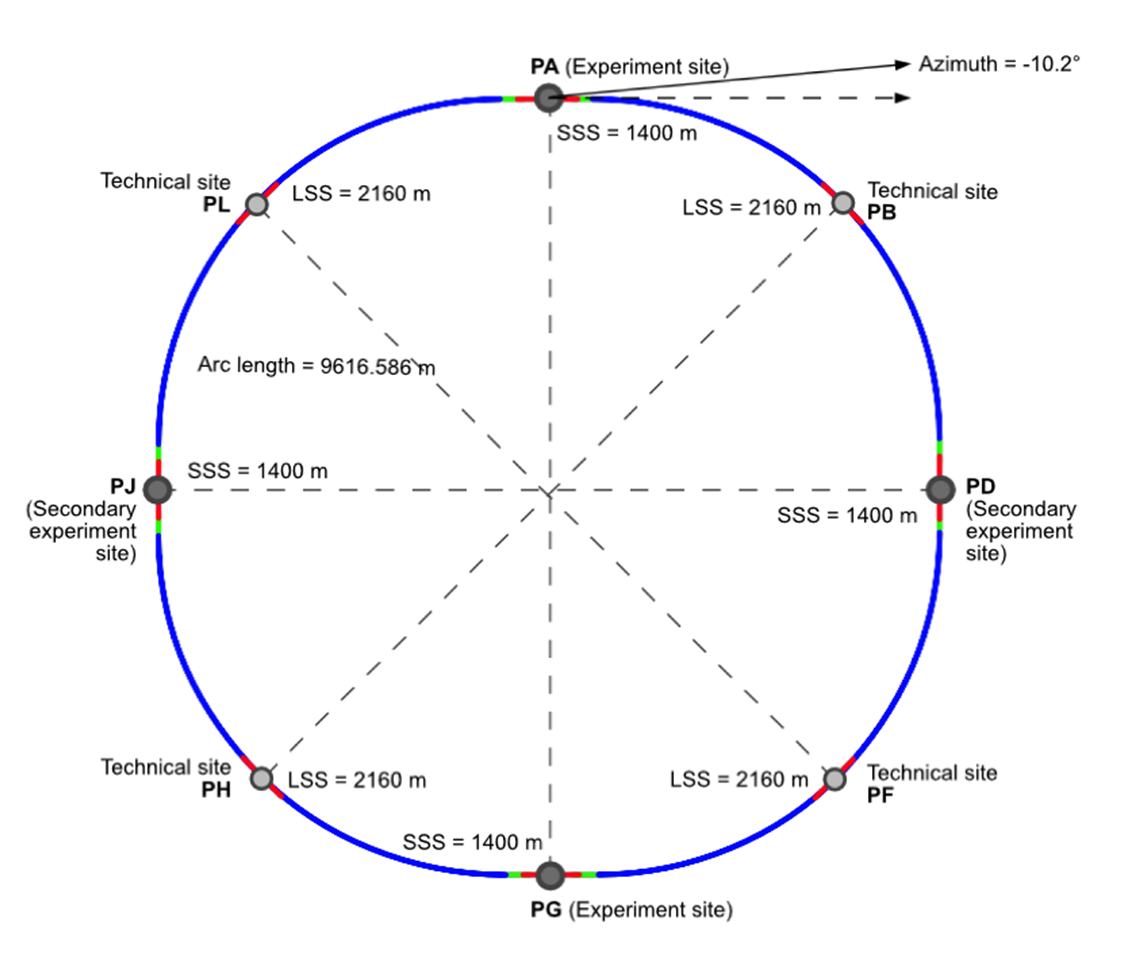 PA (Experiment site)
Azimuth = -10.2°
SSS = 1400 m
Technical site
PL
LSS = 2160 m
LSS = 2160 m
Technical site
PB
Arc length = 9616.586 m
PJ
(Secondary
experiment
site)
SSS = 1400 m
SSS = 1400 m
PD
(Secondary
experiment
site)
Technical site
PH
LSS = 2160 m
LSS = 2160 m
Technical site
PF
SSS = 1400 m
PG (Experiment site)